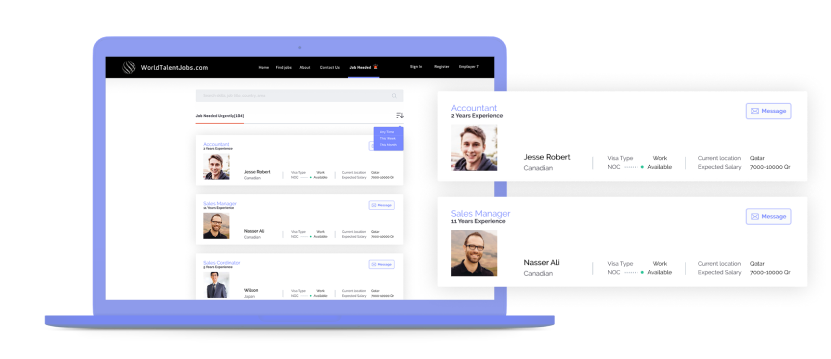 WorldTalentJobs.com
Home Find jobs About Contact Us Job Needed Sign In Register Employer ?
Job Needed Urgently(184)
Any Time
This Week
This Month
Accountant
2 Years Experience
Jesse Robert
Canadian
Visa Type Work
NOC ······ • Available
Current location Qatar
Expected Salary 7000-10000 Qr
Sales Manager
11 Years Experience
Message
Nasser Ali
Canadian
Visa Type Work
NOC ······ • Available
Current location Qatar
Expected Salary 7000-10000 Qr
Sales Cordinator
Years Experience
Message
Wilson
Japan
Visa Type Work
NOC ······ • Available
Current location Qatar
Expected Salary 7000-10000 Qr
Accountant
2 Years Experience
Message
Jesse Robert
Canadian
Visa Type Work
NOC ······ • Available
Current location Qatar
Expected Salary 7000-10000 Qr
Sales Manager
11 Years Experience
Message
Nasser Ali
Canadian
Visa Type Work
NOC ······ • Available
Current location Qatar
Expected Salary 7000-10000 Qr